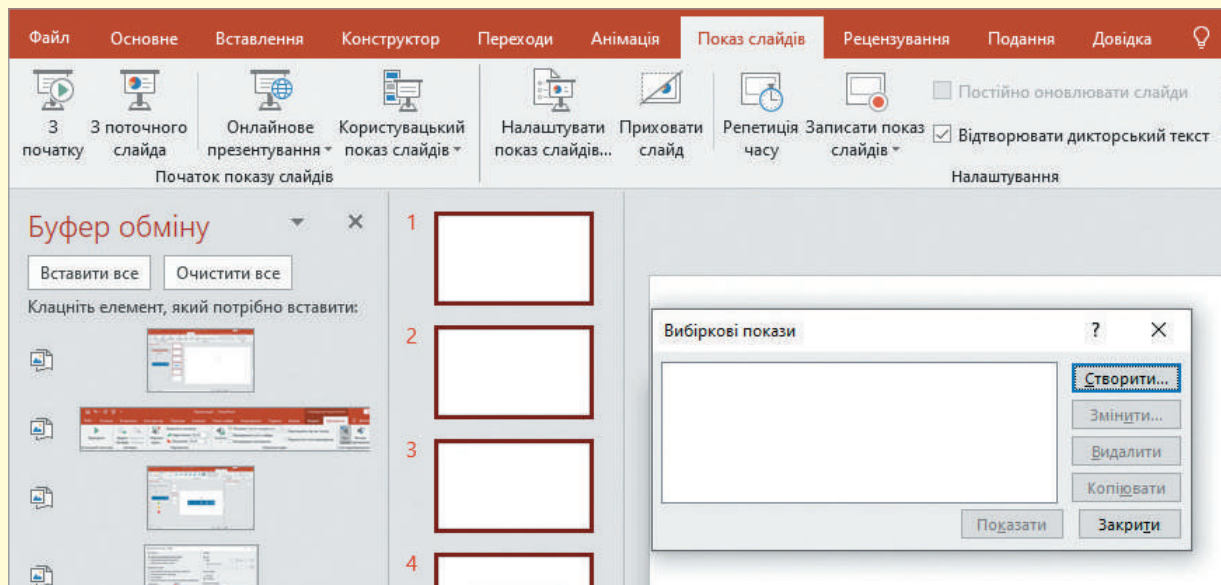 Файл Основне Вставлення Конструктор Переходи Анімація Показ слайдів Рецензування Подання Довідка
З початку
З поточного слайда
Онлайнове презентування
Користувацький показ слайдів
Налаштувати показ слайдів...
Приховати слайд
Репетиція часу
Записати показ слайдів
Постійно оновлювати слайди
Відтворювати дикторський текст
Початок показу слайдів
Налаштування
Буфер обміну
Вставити все Очистити все
Клацніть елемент, який потрібно вставити:
1
2
3
4
Вибіркові покази ?
Створити...
Змінити...
Видалити
Копіювати
Показати Закрити